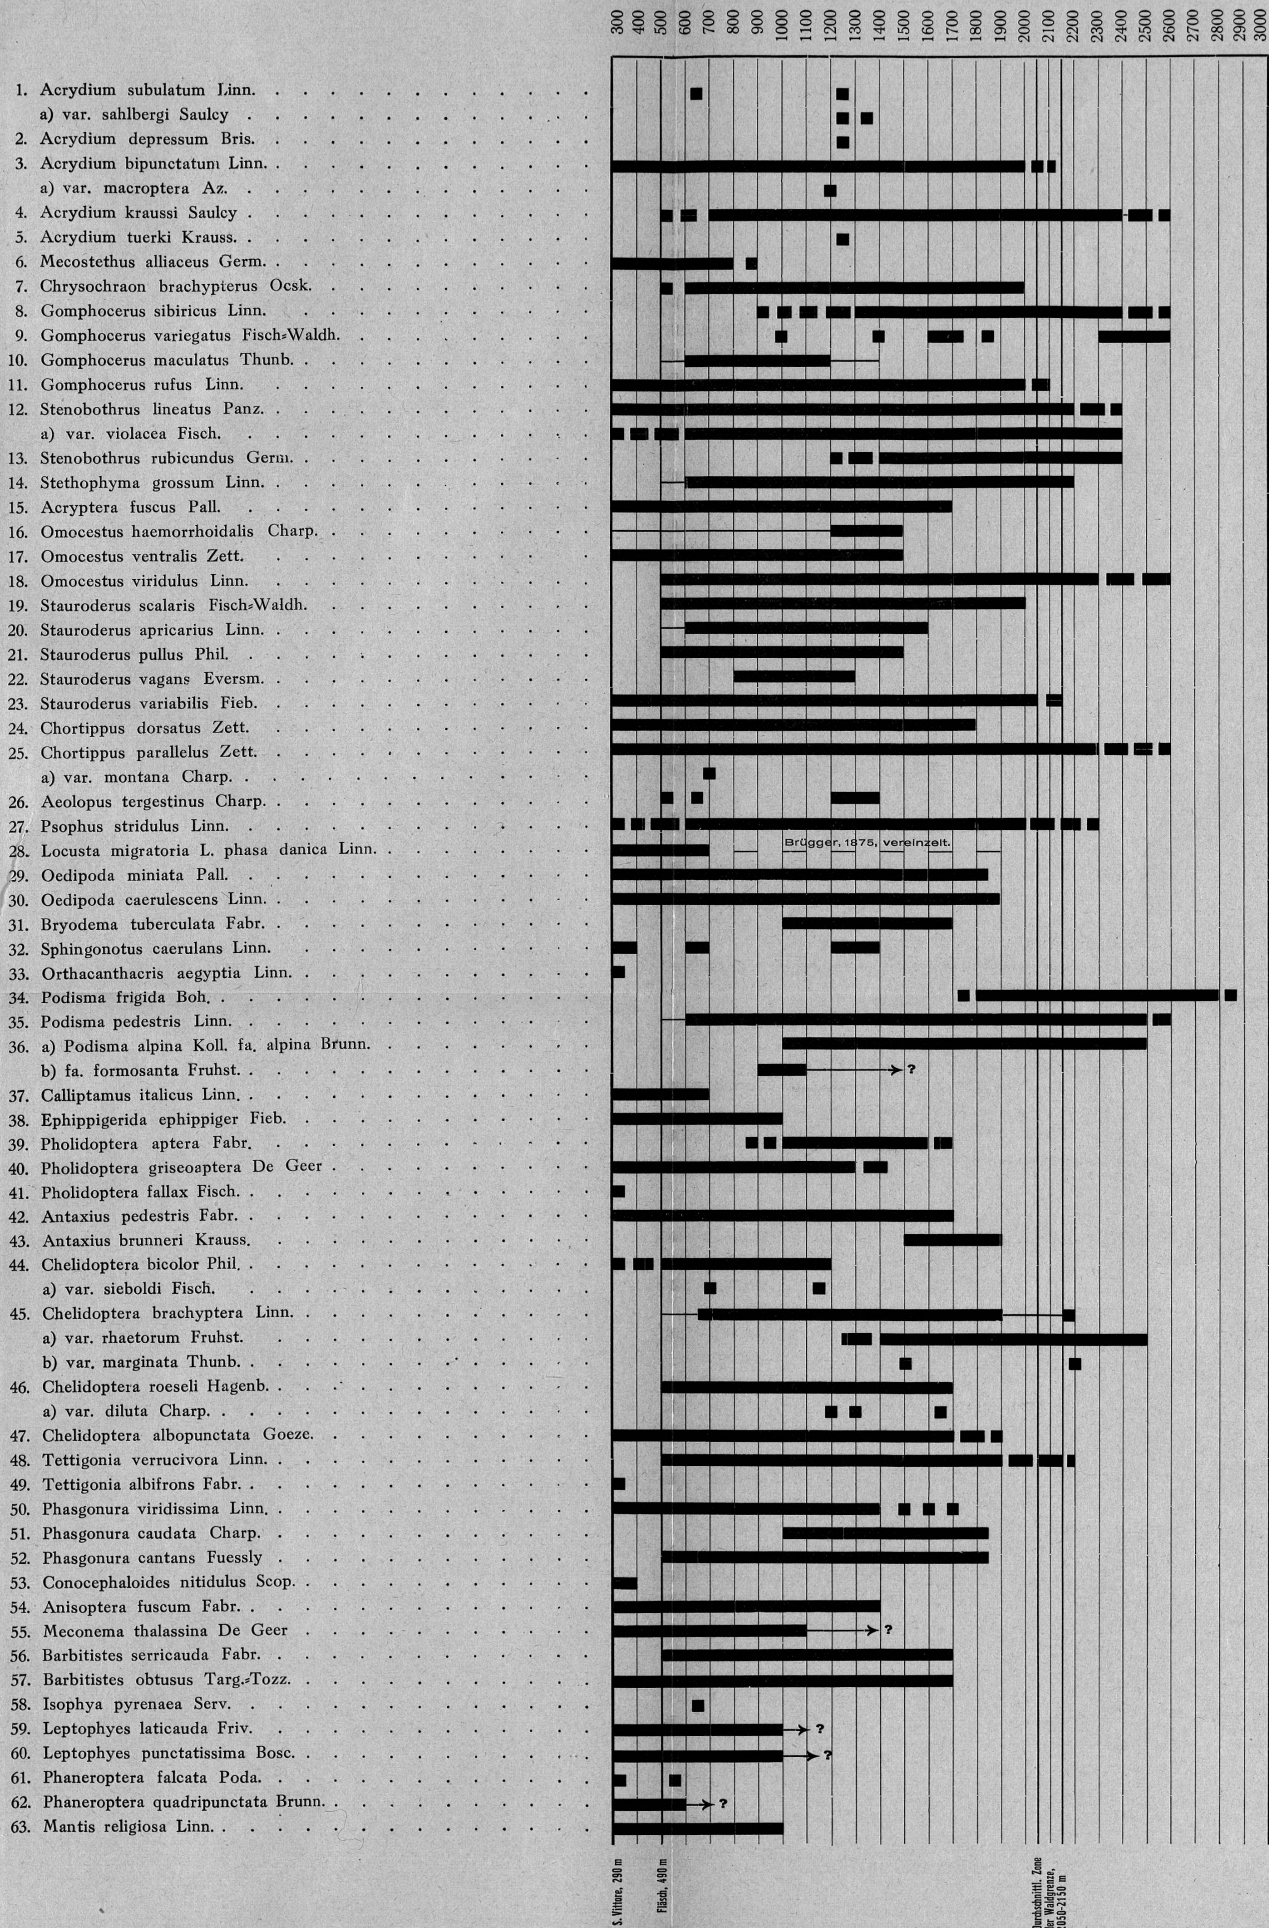 300 400 500 600 700 800 900 1000 1100 1200 1300 1400 1500 1600 1700 1800 1900 2000 2100 2200 2300 2400 2500 2600 2700 2800 2900 3000
1. Acrydium subulatum Linn.
a) var. sahlbergi Saulcy
2. Acrydium depressum Bris.
3. Acrydium bipunctatum Linn.
a) var. macroptera Az.
4. Acrydium kraussi Saulcy
5. Acrydium tuerki Krauss.
6. Mecostethus alliaceus Germ.
7. Chrysochraon brachypterus Ocsk.
8. Gomphocerus sibiricus Linn.
9. Gomphocerus variegatus Fisch=Waldh.
10. Gomphocerus maculatus Thunb.
11. Gomphocerus rufus Linn.
12. Stenobothrus lineatus Panz.
a) var. violacea Fisch.
13. Stenobothrus rubicundus Germ.
14. Stethophyma grossum Linn.
15. Acryptera fuscus Pall.
16. Omocestus haemorrhoidalis Charp.
17. Omocestus ventralis Zett.
18. Omocestus viridulus Linn.
19. Stauroderus scalaris Fisch=Waldh.
20. Stauroderus apricarius Linn.
21. Stauroderus pullus Phil.
22. Stauroderus vagans Eversm.
23. Stauroderus variabilis Fieb.
24. Chortippus dorsatus Zett.
25. Chortippus parallelus Zett.
a) var. montana Charp.
26. Aeolopus tergestinus Charp.
27. Psophus stridulus Linn.
28. Locusta migratoria L. phasa danica Linn. Brügger, 1875, vereinzelt.
29. Oedipoda miniata Pall.
30. Oedipoda caerulescens Linn.
31. Bryodema tuberculata Fabr.
32. Sphingonotus caerulans Linn.
33. Orthacanthacris aegyptia Linn.
34. Podisma frigida Boh.
35. Podisma pedestris Linn.
36. a) Podisma alpina Koll. fa. alpina Brunn.
b) fa. formosanta Fruhst. ?
37. Calliptamus italicus Linn.
38. Ephippigerida ephippiger Fieb.
39. Pholidoptera aptera Fabr.
40. Pholidoptera griseoaptera De Geer
41. Pholidoptera fallax Fisch.
42. Antaxius pedestris Fabr.
43. Antaxius brunneri Krauss.
44. Chelidoptera bicolor Phil.
a) var. sieboldi Fisch.
45. Chelidoptera brachyptera Linn.
a) var. rhaetorum Fruhst.
b) var. marginata Thunb.
46. Chelidoptera roeseli Hagenb.
a) var. diluta Charp.
47. Chelidoptera albopunctata Goeze.
48. Tettigonia verrucivora Linn.
49. Tettigonia albifrons Fabr.
50. Phasgonura viridissima Linn.
51. Phasgonura caudata Charp.
52. Phasgonura cantans Fuessly
53. Conocephaloides nitidulus Scop.
54. Anisoptera fuscum Fabr.
55. Meconema thalassina De Geer ?
56. Barbitistes serricauda Fabr.
57. Barbitistes obtusus Targ.=Tozz.
58. Isophya pyrenaea Serv.
59. Leptophyes laticauda Friv. ?
60. Leptophyes punctatissima Bosc. ?
61. Phaneroptera falcata Poda.
62. Phaneroptera quadripunctata Brunn. ?
63. Mantis religiosa Linn.
S. Vittore, 290 m
Fläsch, 490 m
Durchschnittl. Zone
der Waldgrenze,
2050-2150 m